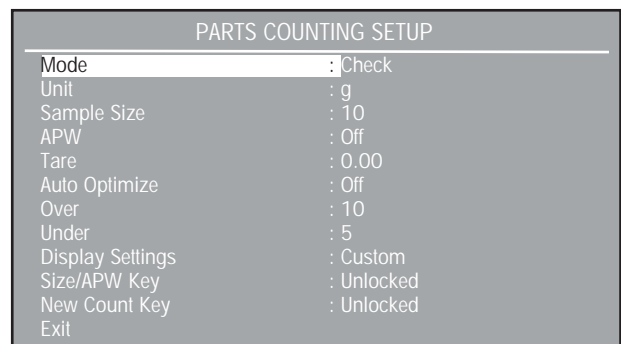 PARTS COUNTING SETUP
Mode : Check
Unit : g
Sample Size : 10
APW : Off
Tare : 0.00
Auto Optimize : Off
Over : 10
Under : 5
Display Settings : Custom
Size/APW Key : Unlocked
New Count Key : Unlocked
Exit